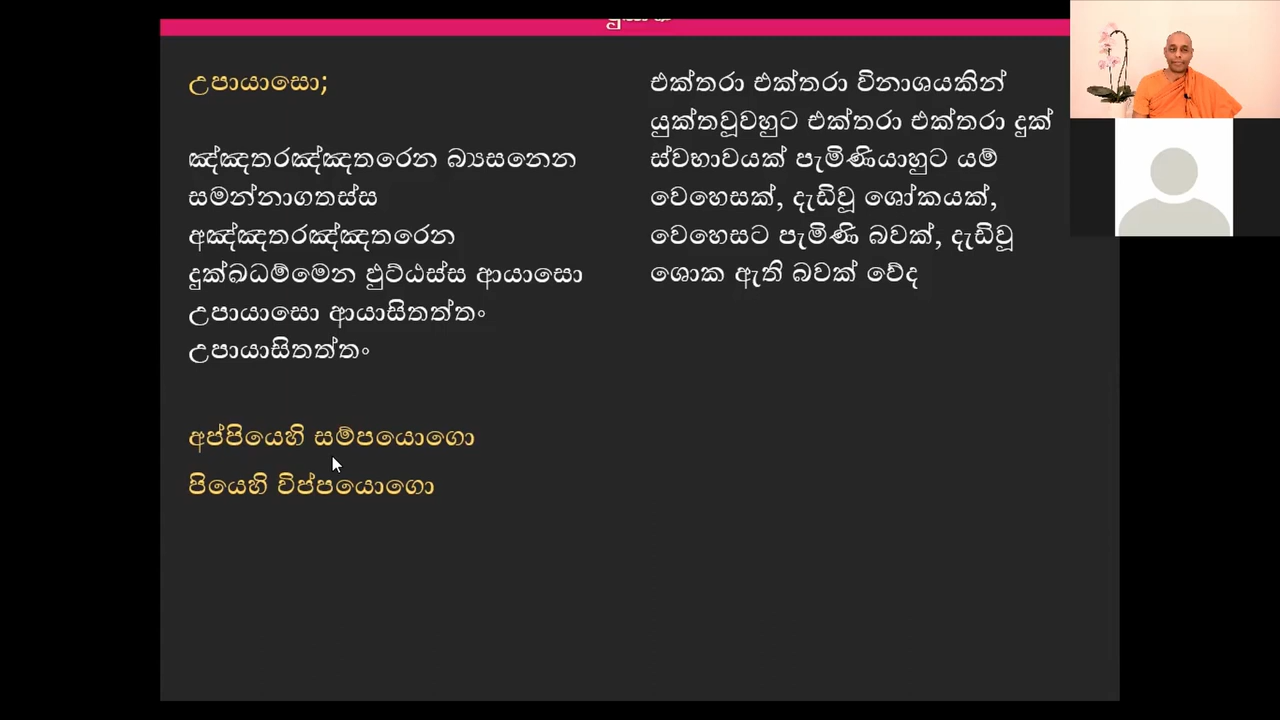 උපායාසො;
ඤ්ඤතරඤ්ඤතරෙන බ්‍යසනෙන
සමන්නාගතස්ස
අඤ්ඤතරඤ්ඤතරෙන
දුක්ඛධම්මෙන ඵුට්ඨස්ස ආයාසො
උපායාසො ආයාසිතත්තං
උපායාසිතත්තං
අප්පියෙහි සම්පයොගො
පියෙහි විප්පයොගො
එක්තරා එක්තරා විනාශයකින්
යුක්තවූවහුට එක්තරා එක්තරා දුක්
ස්වභාවයක් පැමිණියාහුට යම්
වෙහෙසක්, දැඩිවූ ශෝකයක්,
වෙහෙසට පැමිණි බවක්, දැඩිවූ
ශොක ඇති බවක් වේද